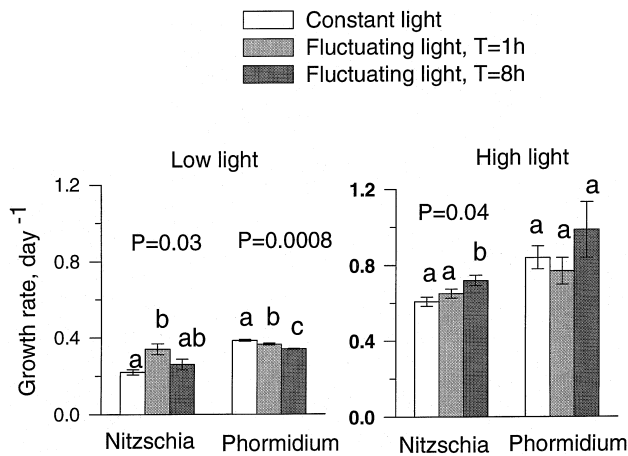 Constant light
Fluctuating light, T=1h
Fluctuating light, T=8h
Low light
High light
Growth rate, day -1
1.2
0.8
0.4
0.0
P=0.03
P=0.0008
a
b
ab
a
b
c
Nitzschia
Phormidium
1.2
0.8
0.4
0.0
P=0.04
a
a
b
a
a
a
Nitzschia
Phormidium